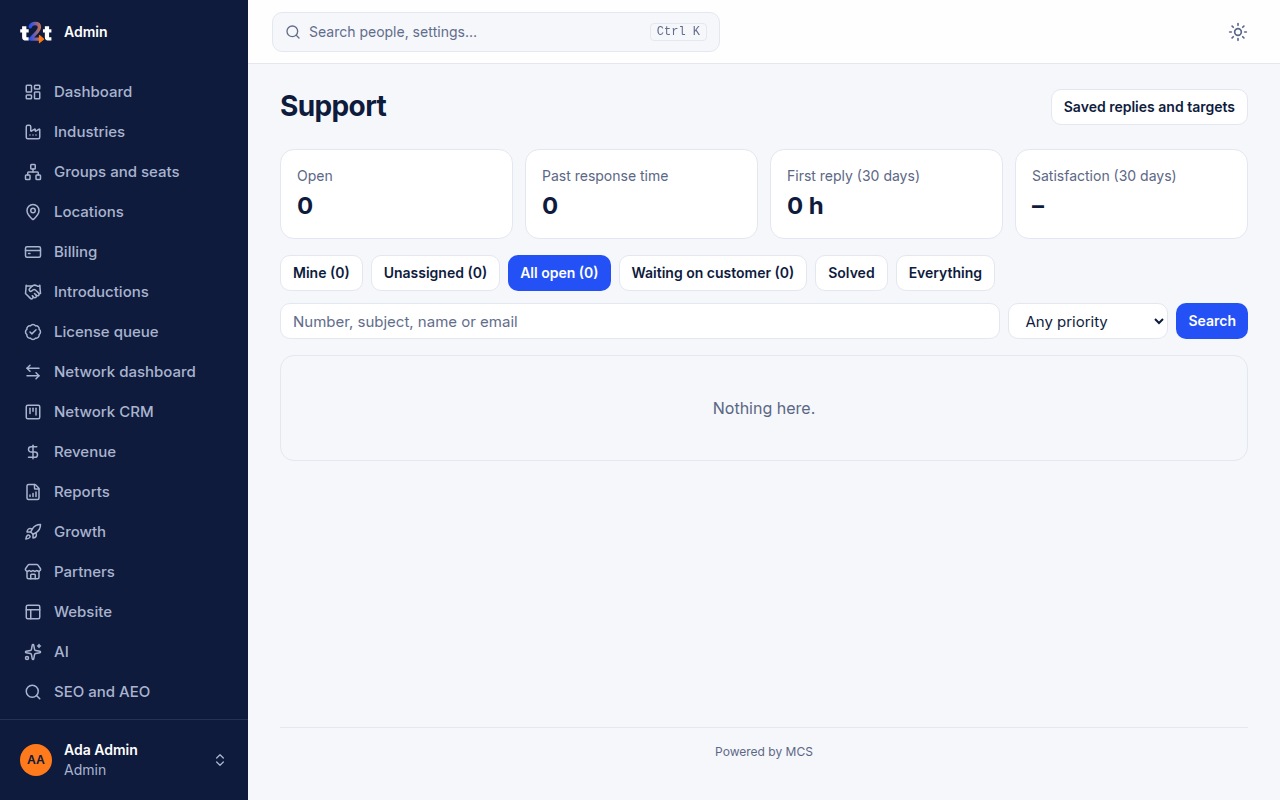 t2t Admin
Search people, settings...
Ctrl K
Dashboard
Industries
Groups and seats
Locations
Billing
Introductions
License queue
Network dashboard
Network CRM
Revenue
Reports
Growth
Partners
Website
AI
SEO and AEO
AA
Ada Admin
Admin
Support
Saved replies and targets
Open
0
Past response time
0
First reply (30 days)
0 h
Satisfaction (30 days)
–
Mine (0)
Unassigned (0)
All open (0)
Waiting on customer (0)
Solved
Everything
Number, subject, name or email
Any priority
Search
Nothing here.
Powered by MCS